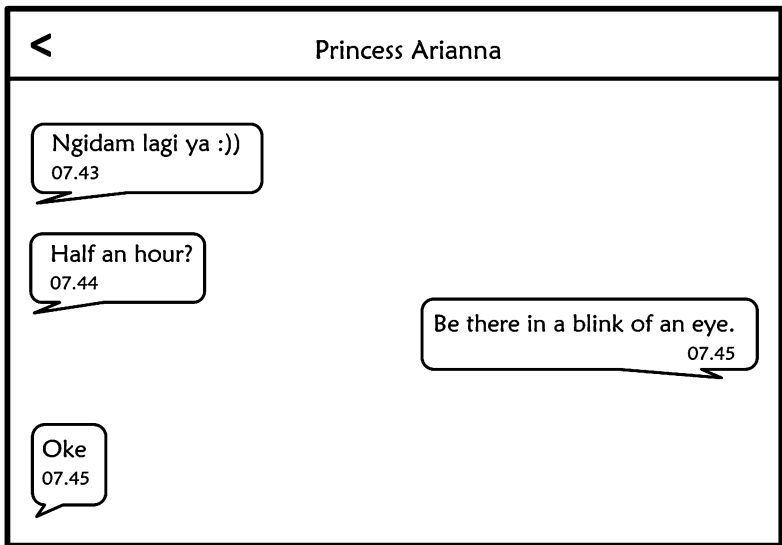 <
Princess Arianna
Ngidam lagi ya :))
07.43
Half an hour?
07.44
Be there in a blink of an eye.
07.45
Oke
07.45